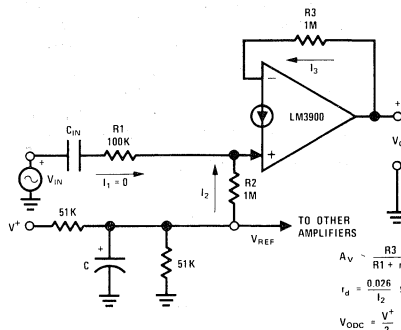 R3
1M
I3
−
LM3900
CIN
R1
100K
+
+
+
VIN
I1 = 0
I2
R2
1M
V+
51K
VREF
TO OTHER
AMPLIFIERS
+
C
51K
AV ~ R3
R1 +
rd = 0.026
I2
VODC = V+
2